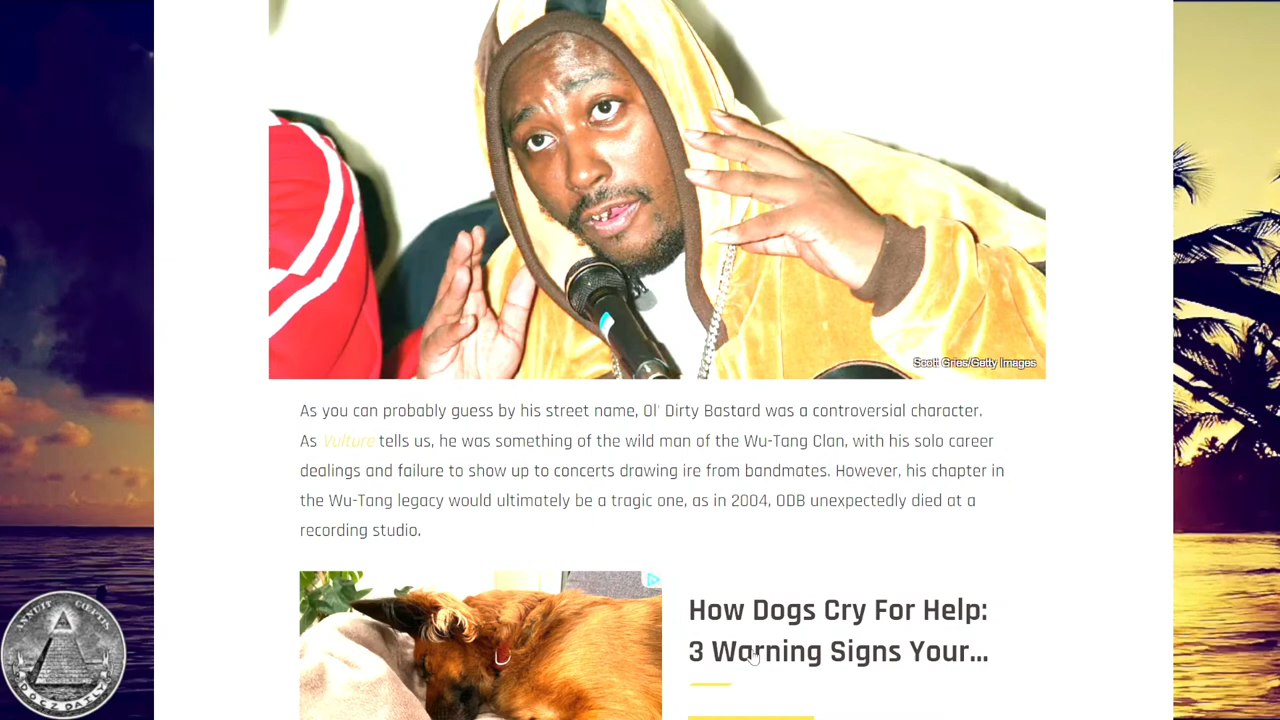 Scott Gries/Getty Images
As you can probably guess by his street name, Ol' Dirty Bastard was a controversial character.
As Vulture tells us, he was something of the wild man of the Wu-Tang Clan, with his solo career
dealings and failure to show up to concerts drawing ire from bandmates. However, his chapter in
the Wu-Tang legacy would ultimately be a tragic one, as in 2004, ODB unexpectedly died at a
recording studio.
How Dogs Cry For Help:
3 Warning Signs Your...
ANNUIT CŒPTIS
DOCZ DAILY